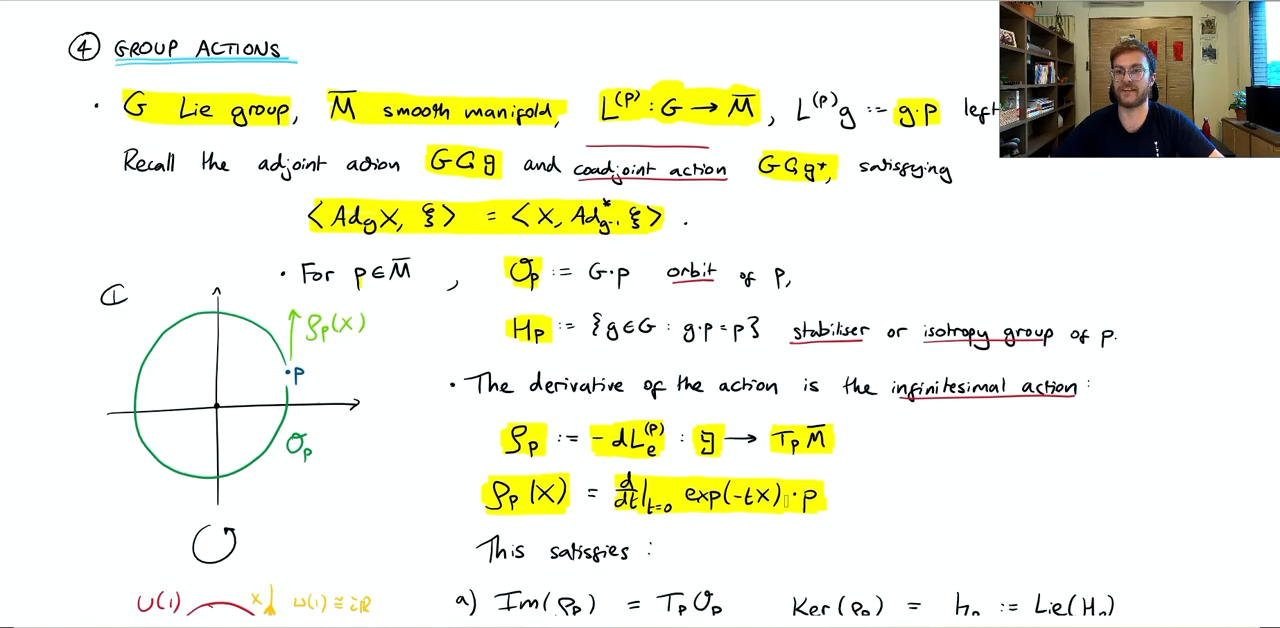 ④ GROUP ACTIONS
· G Lie group, M̅ smooth manifold, L⁽ᵖ⁾ : G → M̅, L⁽ᵖ⁾g := g·p left
Recall the adjoint action G G g and coadjoint action G G g*, satisfying
⟨Ad_g X, ξ⟩ = ⟨X, Ad*_g⁻¹ ξ⟩.
· For p ∈ M̅, O_p := G·p orbit of p,
ℂ
ρ_p(X)
H_p := {g∈G : g·p = p} stabiliser or isotropy group of p.
·p
· The derivative of the action is the infinitesimal action:
O_p
ρ_p := -dL_e⁽ᵖ⁾ : g → T_p M̅
ρ_p(X) = d/dt|_t=0 exp(-tX)·p
This satisfies:
U(1) X u(1) ≅ iℝ
a) Im(ρ_p) = T_p O_p Ker(ρ_p) = h_p := Lie(H_p)